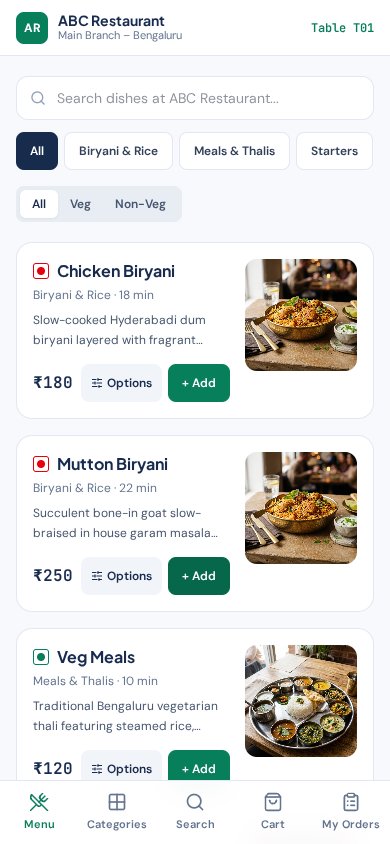 AR
ABC Restaurant
Main Branch – Bengaluru
Table T01
Search dishes at ABC Restaurant...
All
Biryani & Rice
Meals & Thalis
Starters
All
Veg
Non-Veg
Chicken Biryani
Biryani & Rice · 18 min
Slow-cooked Hyderabadi dum
biryani layered with fragrant…
₹180
Options
+ Add
Mutton Biryani
Biryani & Rice · 22 min
Succulent bone-in goat slow-
braised in house garam masala…
₹250
Options
+ Add
Veg Meals
Meals & Thalis · 10 min
Traditional Bengaluru vegetarian
thali featuring steamed rice,…
₹120
Options
+ Add
Menu
Categories
Search
Cart
My Orders